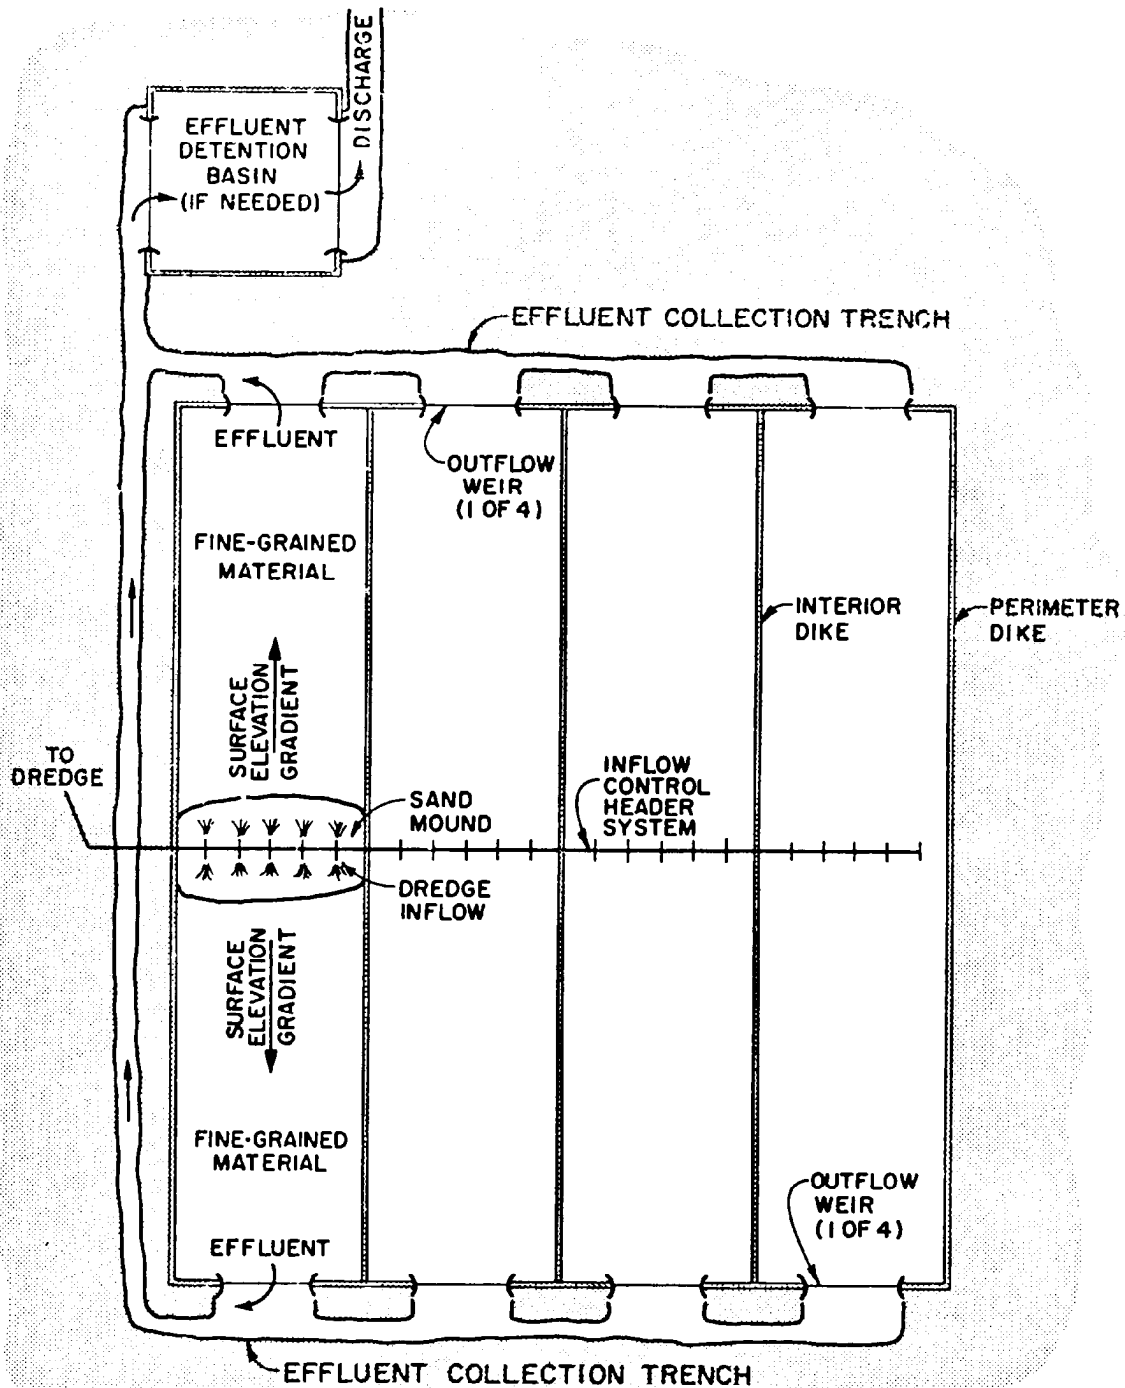 DISCHARGE
EFFLUENT
DETENTION
BASIN
(IF NEEDED)
EFFLUENT COLLECTION TRENCH
EFFLUENT
OUTFLOW
WEIR
(1 OF 4)
FINE-GRAINED
MATERIAL
INTERIOR
DIKE
PERIMETER
DIKE
SURFACE
ELEVATION
GRADIENT
TO
DREDGE
SAND
MOUND
INFLOW
CONTROL
HEADER
SYSTEM
DREDGE
INFLOW
SURFACE
ELEVATION
GRADIENT
FINE-GRAINED
MATERIAL
OUTFLOW
WEIR
(1 OF 4)
EFFLUENT
EFFLUENT COLLECTION TRENCH